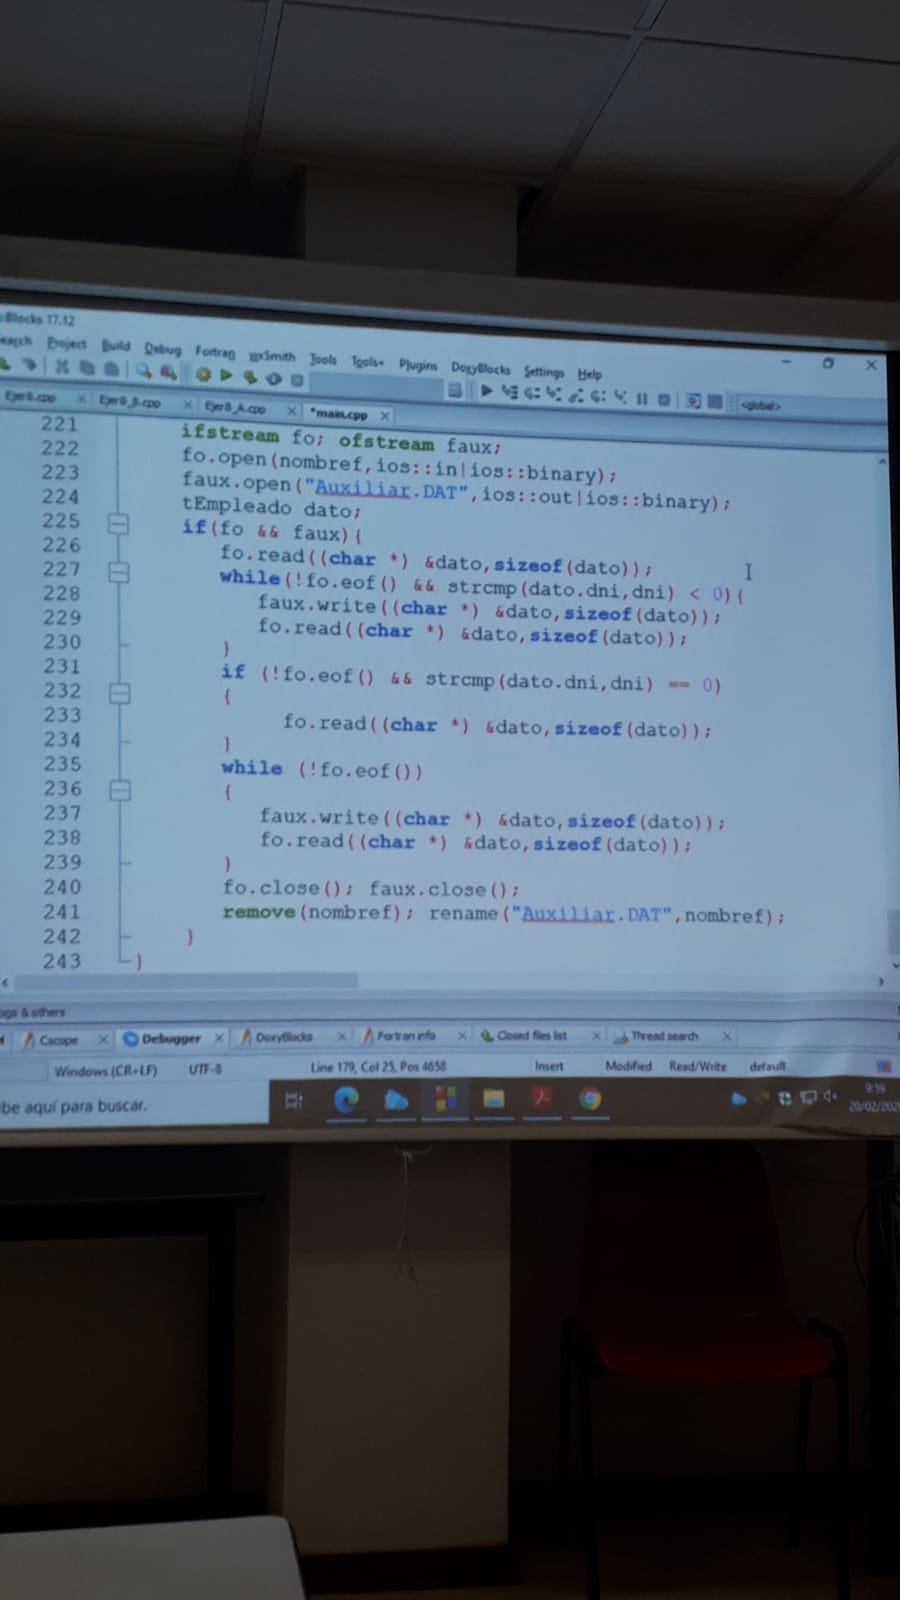 Blocks 17.12
Project Build Debug Fortran wxSmith Tools Tools+ Plugins DoxyBlocks Settings Help
Ejer8.cpp Ejer8_B.cpp Ejer8_A.cpp *main.cpp <global>
221 ifstream fo; ofstream faux;
222 fo.open(nombref,ios::in|ios::binary);
223 faux.open("Auxiliar.DAT",ios::out|ios::binary);
224 tEmpleado dato;
225 if(fo && faux){
226 fo.read((char *) &dato,sizeof(dato));
227 while(!fo.eof() && strcmp(dato.dni,dni) < 0){
228 faux.write((char *) &dato,sizeof(dato));
229 fo.read((char *) &dato,sizeof(dato));
230 }
231 if (!fo.eof() && strcmp(dato.dni,dni) == 0)
232 {
233 fo.read((char *) &dato,sizeof(dato));
234 }
235 while (!fo.eof())
236 {
237 faux.write((char *) &dato,sizeof(dato));
238 fo.read((char *) &dato,sizeof(dato));
239 }
240 fo.close(); faux.close();
241 remove(nombref); rename("Auxiliar.DAT",nombref);
242 }
243 }
ogs & others
Cscope Debugger DoxyBlocks Fortran info Closed files list Thread search
Windows (CR+LF) UTF-8 Line 179, Col 25, Pos 4658 Insert Modified Read/Write default
be aquí para buscar.
9:59
20/02/202